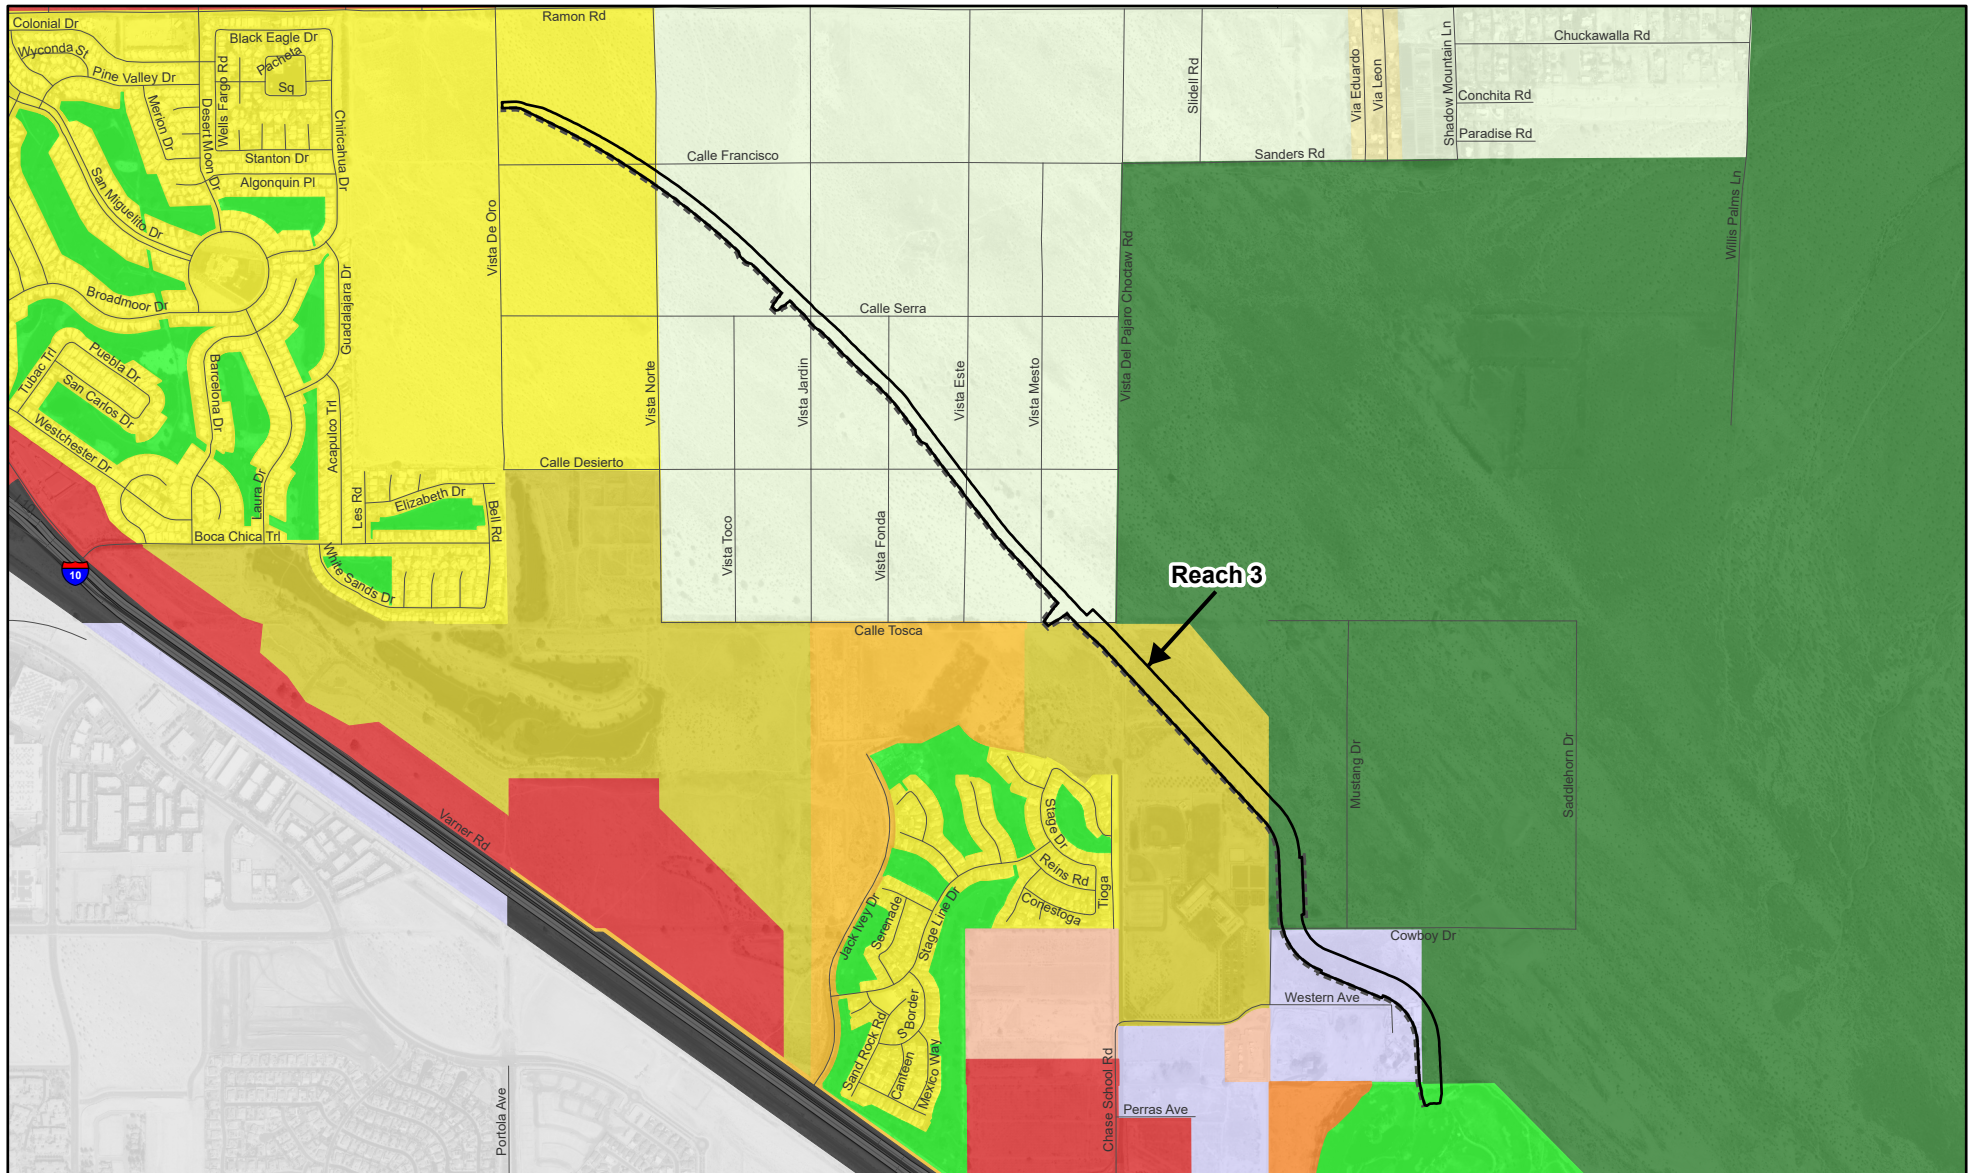 Colonial Dr
Wyconda St
Pine Valley Dr
Black Eagle Dr
Pacheta
Sq
Wells Fargo Rd
Desert Moon Dr
Merion Dr
Stanton Dr
Algonquin Pl
Chiricahua Dr
San Miguelito Dr
Broadmoor Dr
Guadalajara Dr
Tubac Trl
Puebla Dr
San Carlos Dr
Westchester Dr
Barcelona Dr
Acapulco Trl
Laura Dr
Les Rd
Elizabeth Dr
Bell Rd
Boca Chica Trl
White Sands Dr
I-10
10
Ramon Rd
Calle Francisco
Vista De Oro
Calle Serra
Vista Norte
Vista Jardin
Vista Este
Vista Mesto
Calle Desierto
Vista Toco
Vista Fonda
Calle Tosca
Vista Del Pajaro Choctaw Rd
Slidell Rd
Sanders Rd
Via Eduardo
Via Leon
Shadow Mountain Ln
Chuckawalla Rd
Conchita Rd
Paradise Rd
Willis Palms Ln
Reach 3
Mustang Dr
Saddlehorn Dr
Cowboy Dr
Western Ave
Varner Rd
Portola Ave
Jack Ivey Dr
Serenade
Stage Line Dr
Stage Dr
Reins Rd
Conestoga
Tioga
S Border
Sand Rock Rd
Canteen
Mexico Way
Chase School Rd
Perras Ave